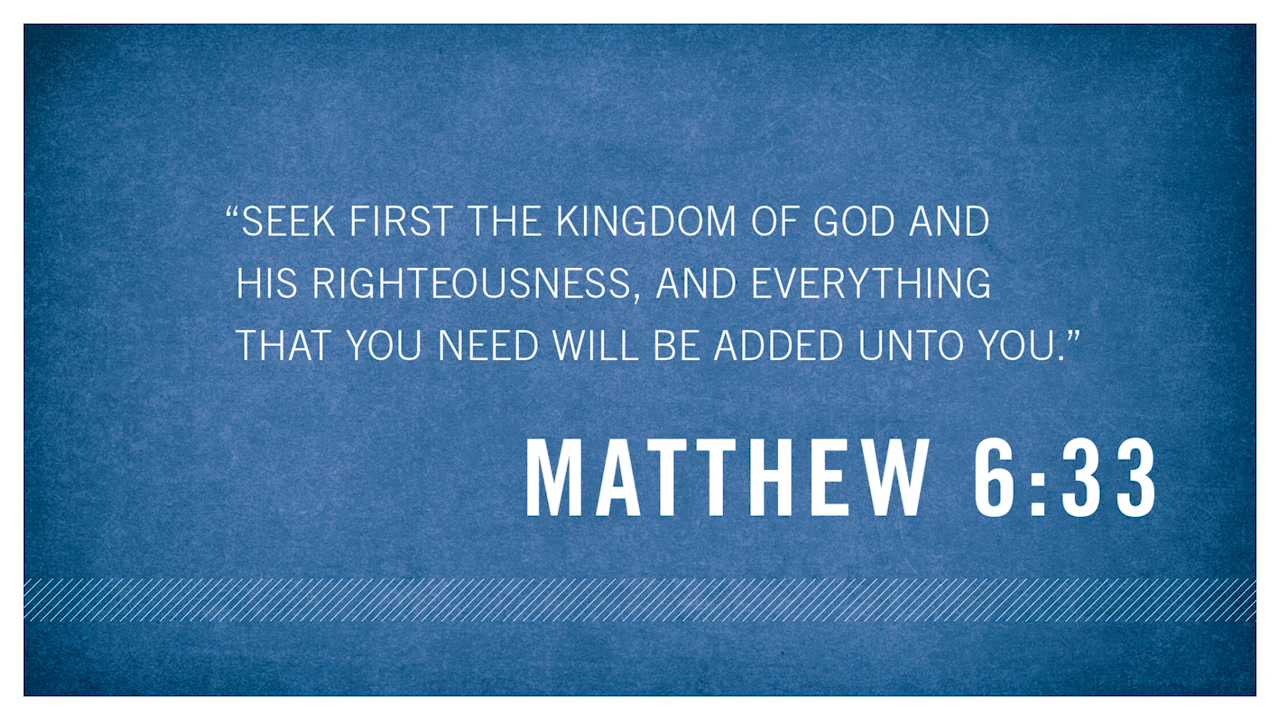 “SEEK FIRST THE KINGDOM OF GOD AND
HIS RIGHTEOUSNESS, AND EVERYTHING
THAT YOU NEED WILL BE ADDED UNTO YOU.”
MATTHEW 6:33